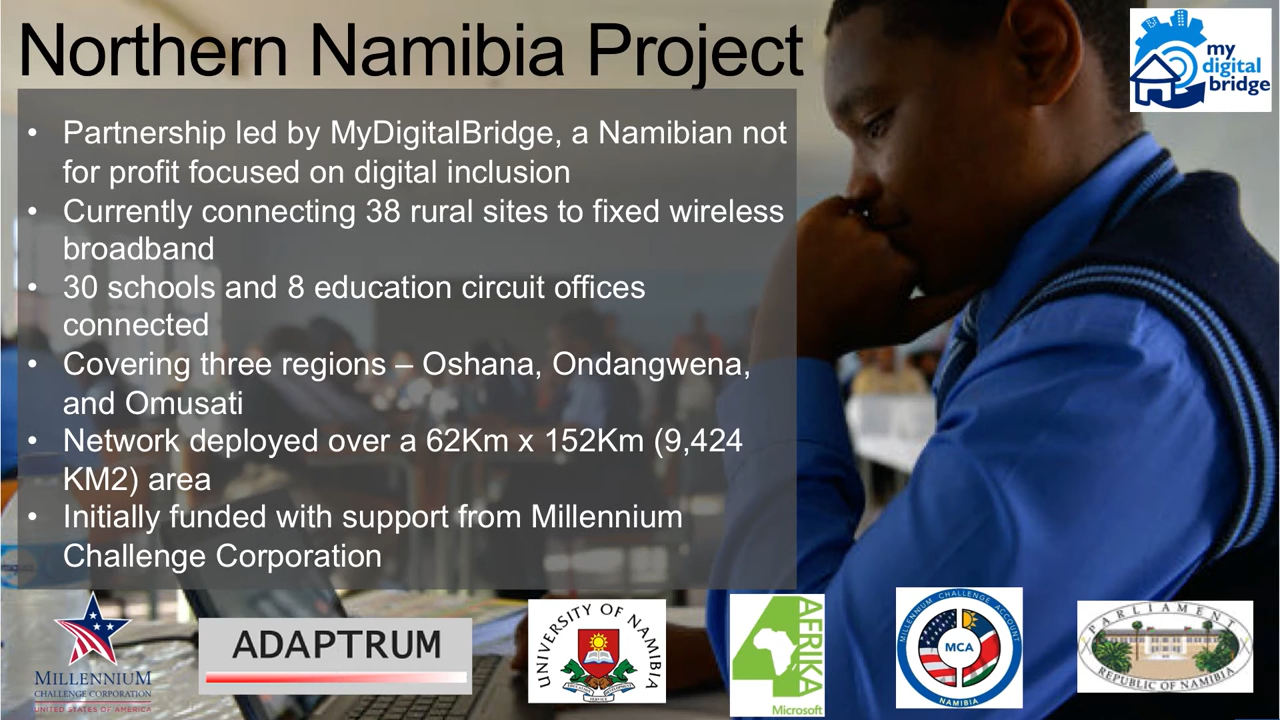 Northern Namibia Project
my
digital
bridge
• Partnership led by MyDigitalBridge, a Namibian not
for profit focused on digital inclusion
• Currently connecting 38 rural sites to fixed wireless
broadband
• 30 schools and 8 education circuit offices
connected
• Covering three regions – Oshana, Ondangwena,
and Omusati
• Network deployed over a 62Km x 152Km (9,424
KM2) area
• Initially funded with support from Millennium
Challenge Corporation
MILLENNIUM
CHALLENGE CORPORATION
UNITED STATES OF AMERICA
ADAPTRUM
UNIVERSITY OF NAMIBIA
4AFRIKA
Microsoft
MILLENNIUM CHALLENGE ACCOUNT
MCA
NAMIBIA
PARLIAMENT
REPUBLIC OF NAMIBIA